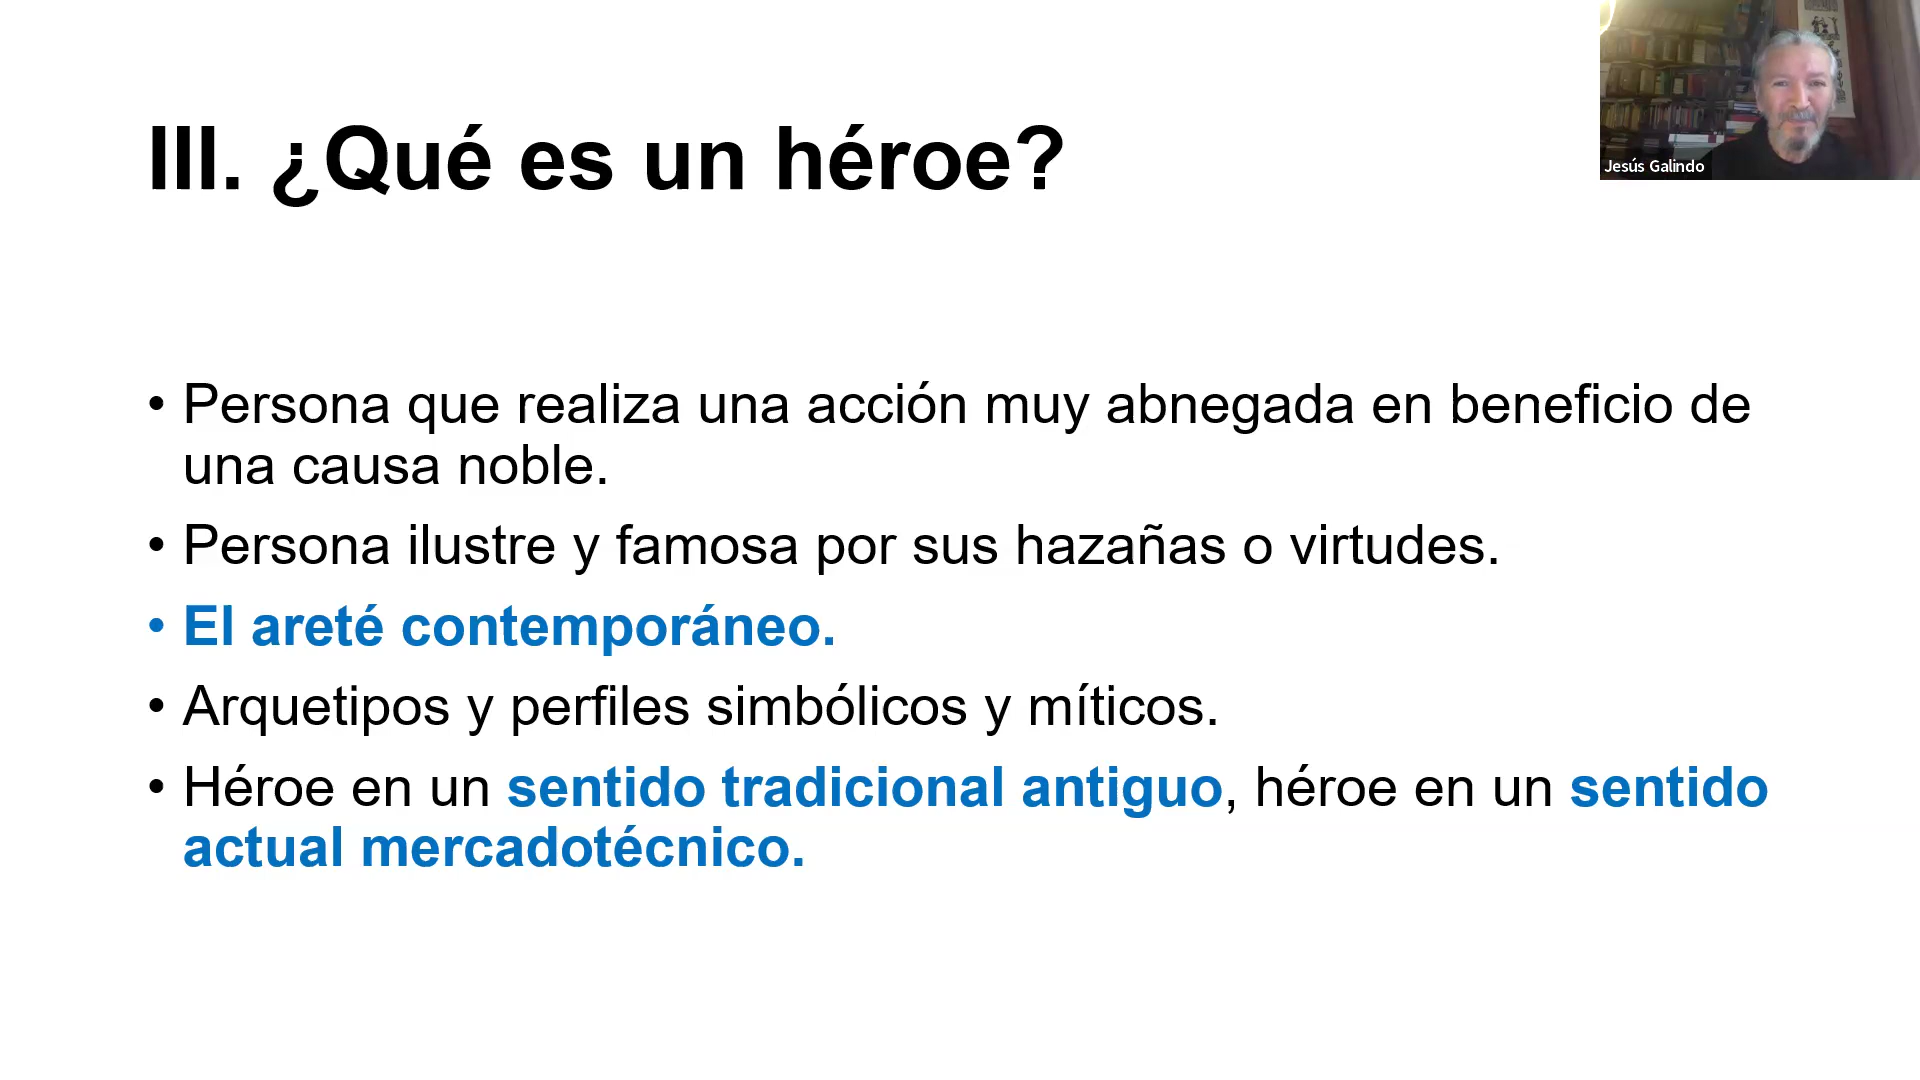 III. ¿Qué es un héroe?
Jesús Galindo
• Persona que realiza una acción muy abnegada en beneficio de
una causa noble.
• Persona ilustre y famosa por sus hazañas o virtudes.
• El areté contemporáneo.
• Arquetipos y perfiles simbólicos y míticos.
• Héroe en un sentido tradicional antiguo, héroe en un sentido
actual mercadotécnico.